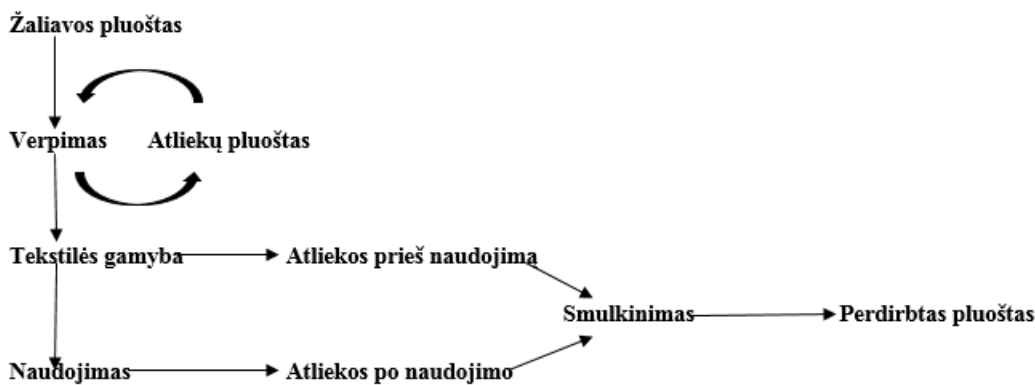 Žaliavos pluoštas
Verpimas
Atliekų pluoštas
Tekstilės gamyba
Atliekos prieš naudojimą
Smulkinimas
Perdirbtas pluoštas
Naudojimas
Atliekos po naudojimo